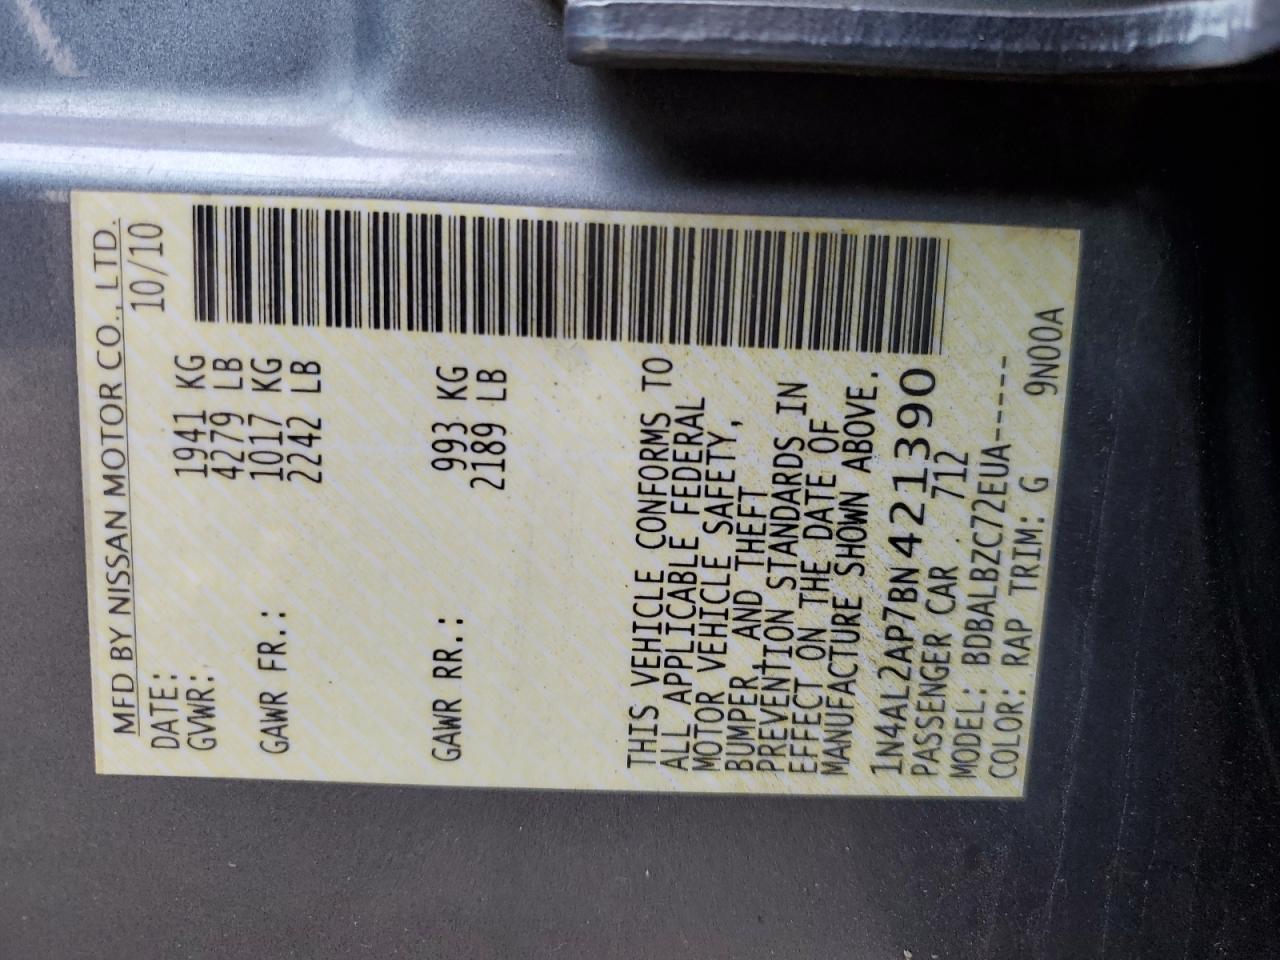 MFD BY NISSAN MOTOR CO., LTD.
DATE: 10/10
GVWR: 1941 KG
4279 LB
GAWR FR.: 1017 KG
2242 LB
GAWR RR.: 993 KG
2189 LB
THIS VEHICLE CONFORMS TO
ALL APPLICABLE FEDERAL
MOTOR VEHICLE SAFETY,
BUMPER, AND THEFT
PREVENTION STANDARDS IN
EFFECT ON THE DATE OF
MANUFACTURE SHOWN ABOVE.
1N4AL2AP7BN421390
PASSENGER CAR 712
MODEL: BDBALBZC72EUA-----
COLOR: RAP TRIM: G 9N00A